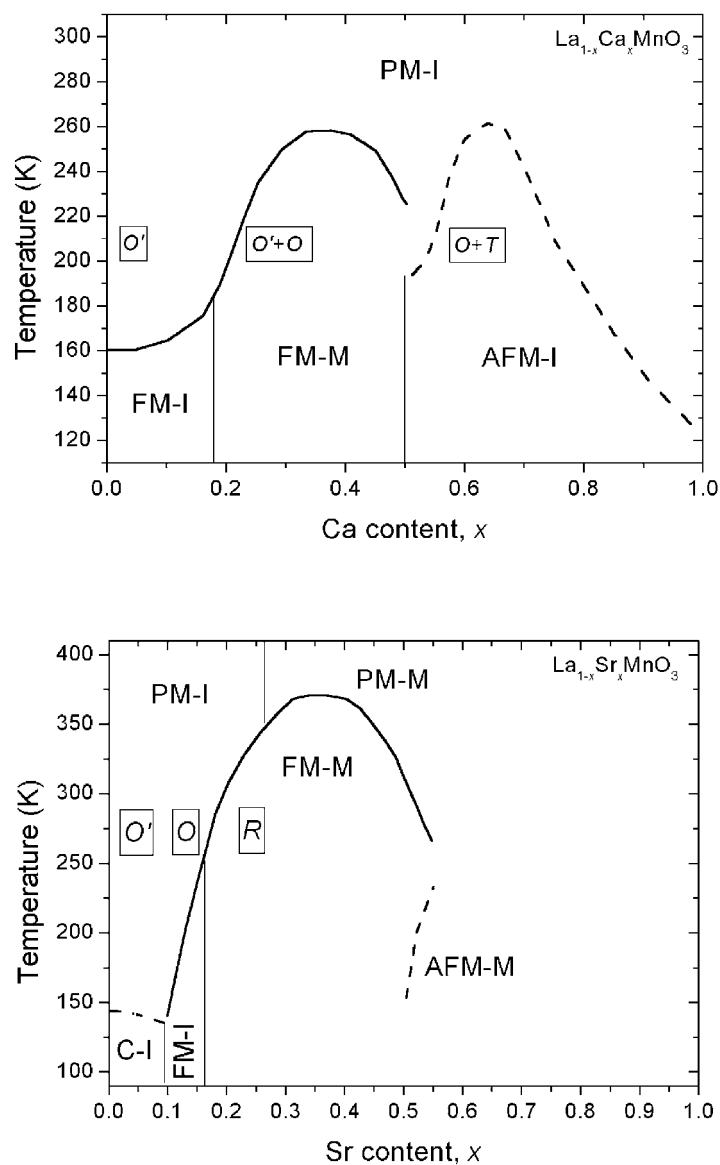 La1-xCaxMnO3
PM-I
O'
O'+O
O+T
FM-I
FM-M
AFM-I
Temperature (K)
300
280
260
240
220
200
180
160
140
120
0.0 0.2 0.4 0.6 0.8 1.0
Ca content, x
La1-xSrxMnO3
PM-I
PM-M
FM-M
O'
O
R
AFM-M
C-I
FM-I
Temperature (K)
400
350
300
250
200
150
100
0.0 0.1 0.2 0.3 0.4 0.5 0.6 0.7 0.8 0.9 1.0
Sr content, x